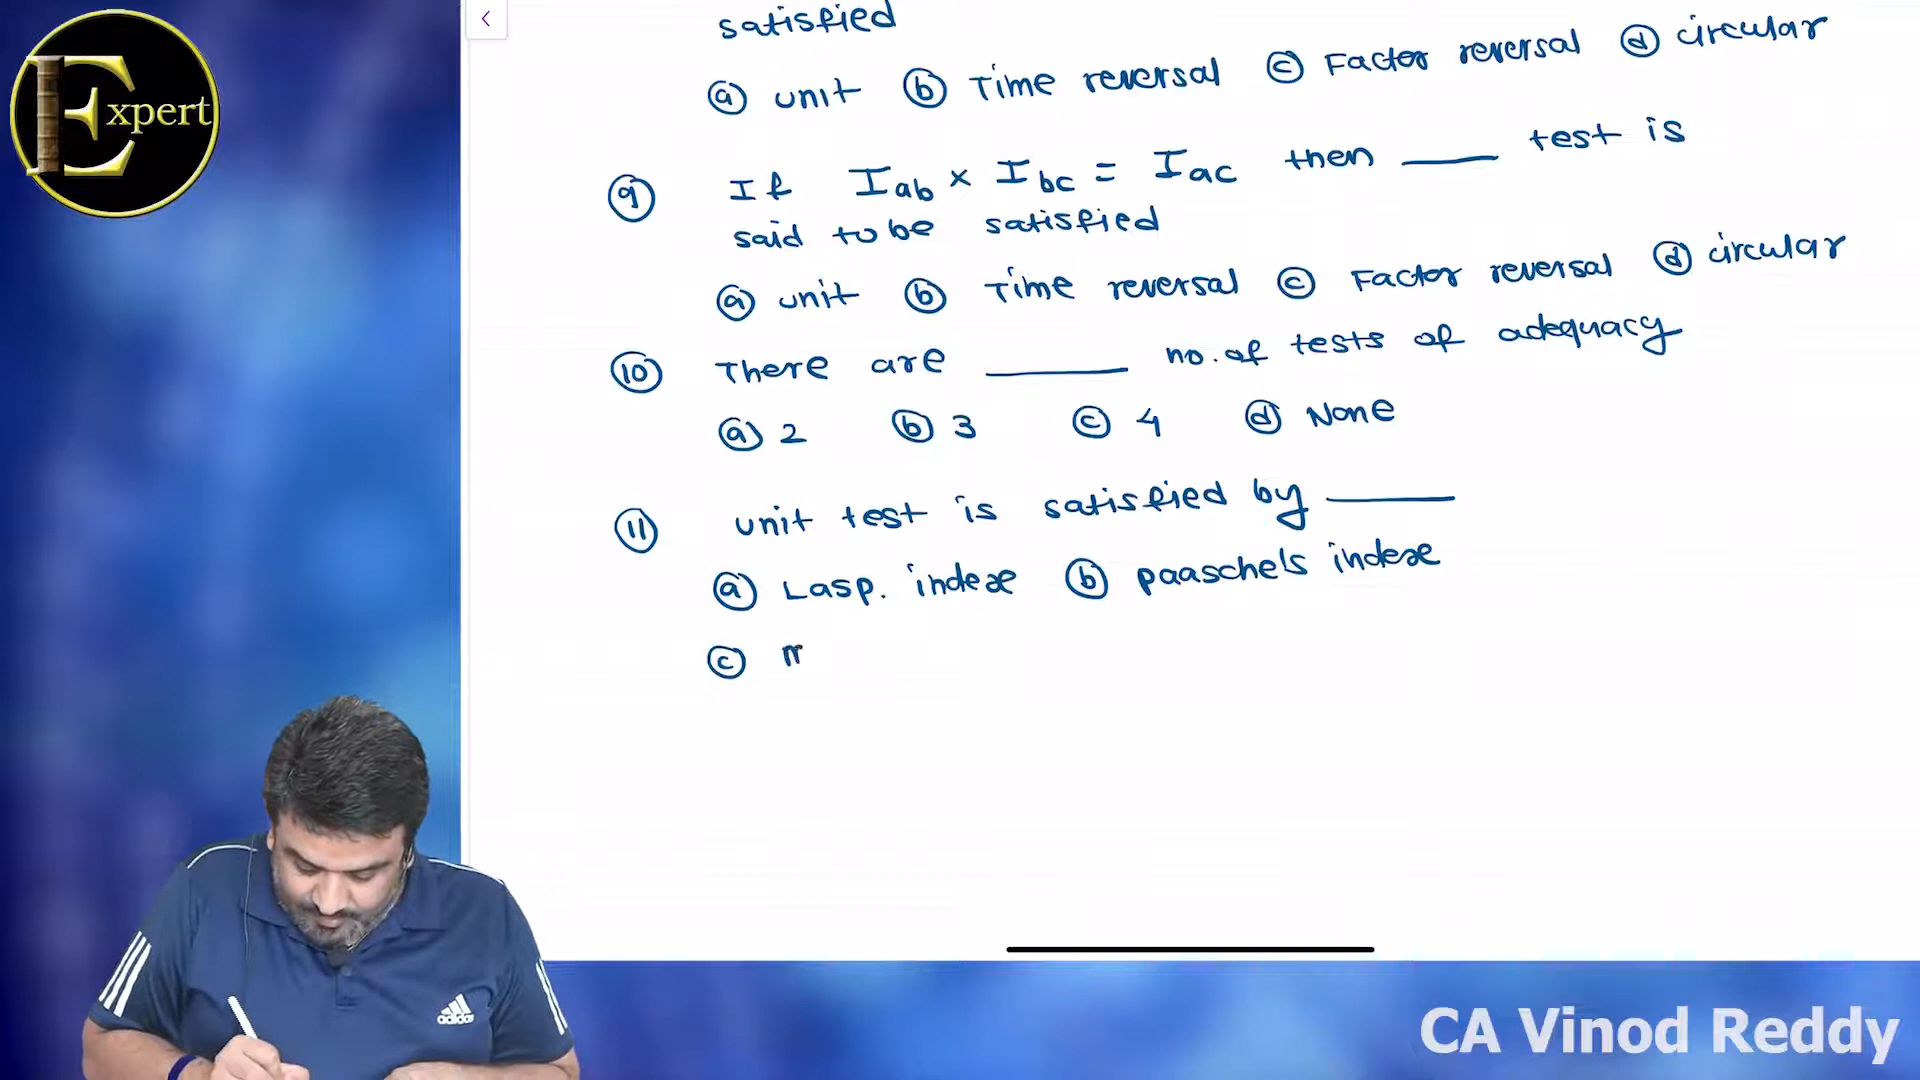 Expert
satisfied
(a) unit (b) Time reversal (c) Factor reversal (d) circular
(9) If Iab × Ibc = Iac then ____ test is
said to be satisfied
(a) unit (b) Time reversal (c) Factor reversal (d) circular
(10) There are ____ no. of tests of adequacy
(a) 2 (b) 3 (c) 4 (d) None
(11) unit test is satisfied by ____
(a) Lasp. index (b) paasche's index
(c) m
adidas
CA Vinod Reddy